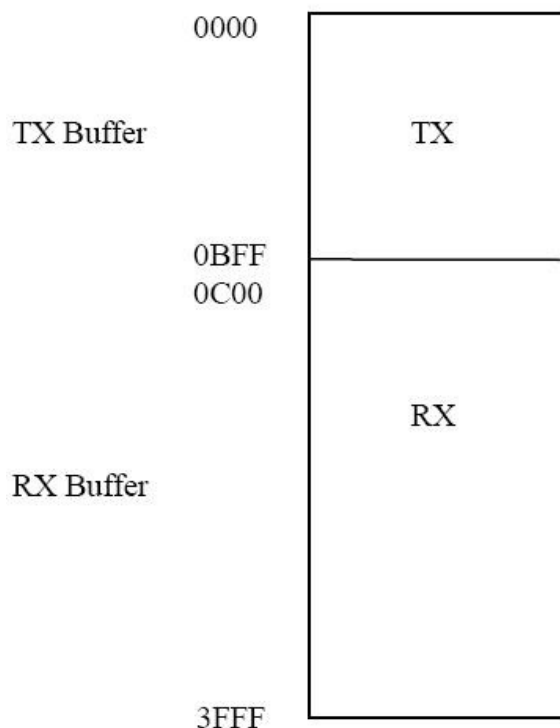 0000
TX Buffer
TX
0BFF
0C00
RX
RX Buffer
3FFF